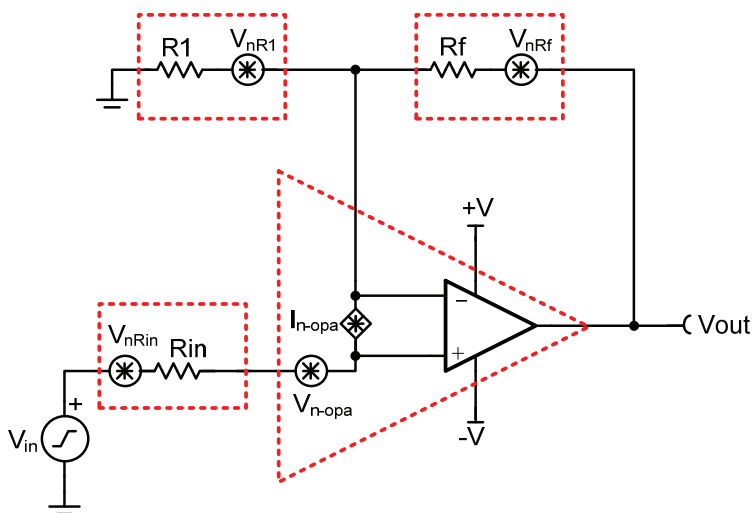 R1
VnR1
Rf
VnRf
+V
In-opa
−
+
VnRin
Rin
Vn-opa
Vout
-V
+
Vin